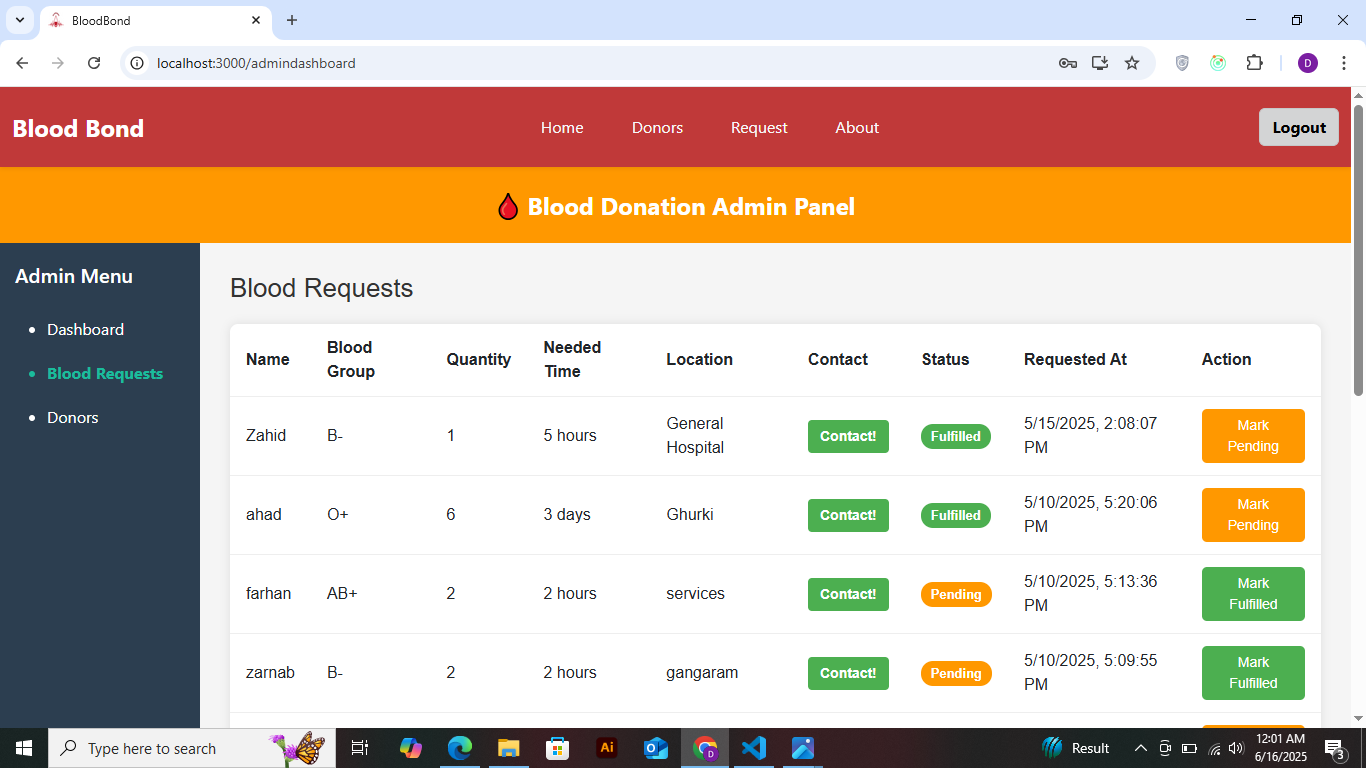 BloodBond
localhost:3000/admindashboard
D
Blood Bond
Home Donors Request About
Logout
Blood Donation Admin Panel
Admin Menu
Dashboard
Blood Requests
Donors
Blood Requests
Name Blood Group Quantity Needed Time Location Contact Status Requested At Action
Zahid B- 1 5 hours General Hospital Contact! Fulfilled 5/15/2025, 2:08:07 PM Mark Pending
ahad O+ 6 3 days Ghurki Contact! Fulfilled 5/10/2025, 5:20:06 PM Mark Pending
farhan AB+ 2 2 hours services Contact! Pending 5/10/2025, 5:13:36 PM Mark Fulfilled
zarnab B- 2 2 hours gangaram Contact! Pending 5/10/2025, 5:09:55 PM Mark Fulfilled
Type here to search
Ai
D
Result
12:01 AM
6/16/2025
3